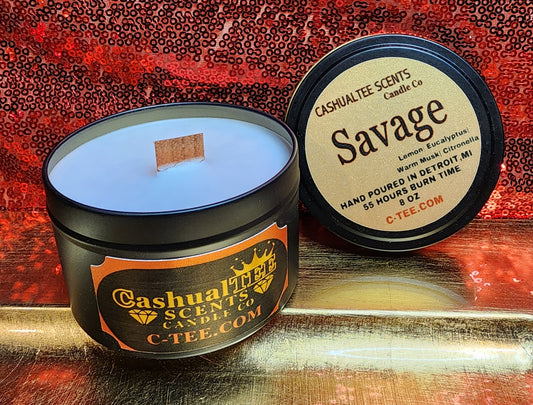 CASHUALTEE SCENTS
Candle Co
Savage
Lemon Eucalyptus;
Warm Musk; Citronella
HAND POURED IN DETROIT, MI
55 HOURS BURN TIME
8 OZ
C-TEE.COM
CashualTEE
SCENTS
CANDLE CO
C-TEE.COM